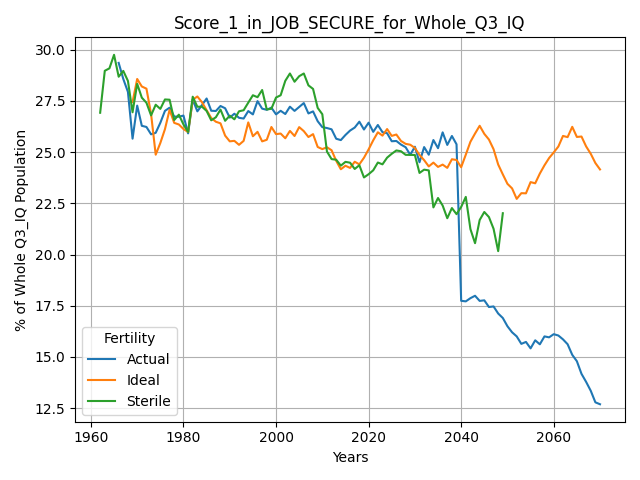 Score_1_in_JOB_SECURE_for_Whole_Q3_IQ
% of Whole Q3_IQ Population
30.0
27.5
25.0
22.5
20.0
17.5
15.0
12.5
Fertility
Actual
Ideal
Sterile
1960 1980 2000 2020 2040 2060
Years